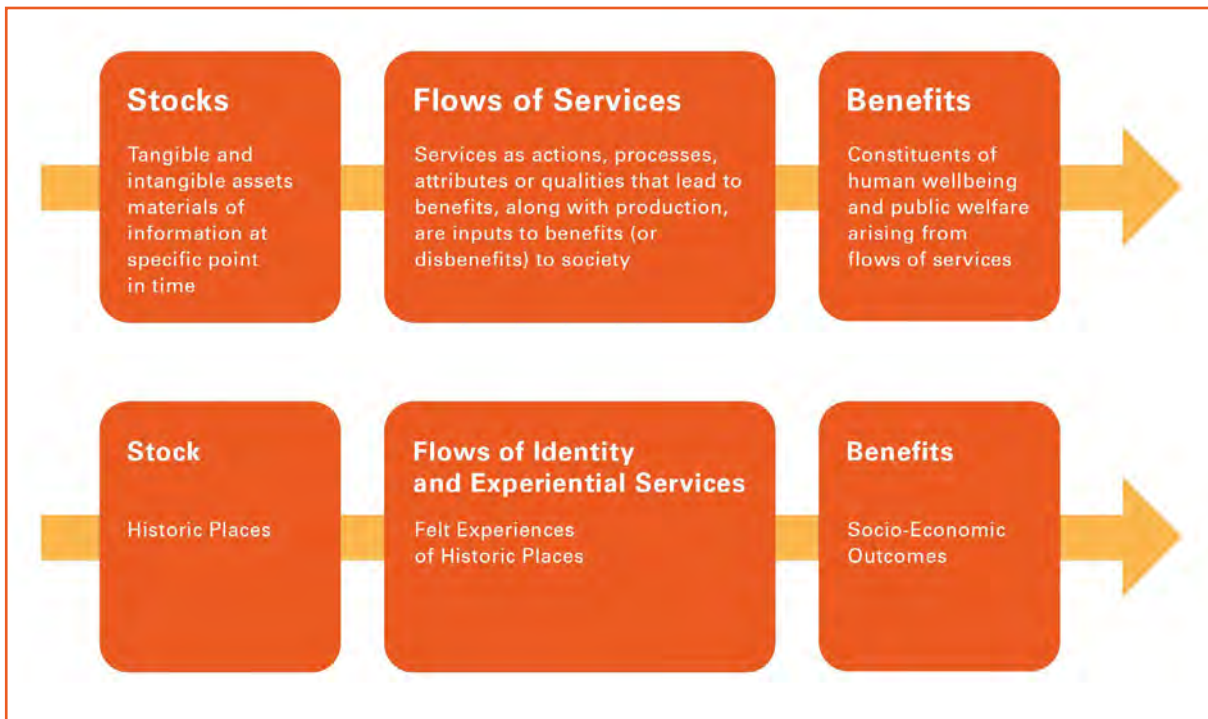 Stocks
Tangible and
intangible assets
materials of
information at
specific point
in time
Flows of Services
Services as actions, processes,
attributes or qualities that lead to
benefits, along with production,
are inputs to benefits (or
disbenefits) to society
Benefits
Constituents of
human wellbeing
and public welfare
arising from
flows of services
Stock
Historic Places
Flows of Identity
and Experiential Services
Felt Experiences
of Historic Places
Benefits
Socio-Economic
Outcomes